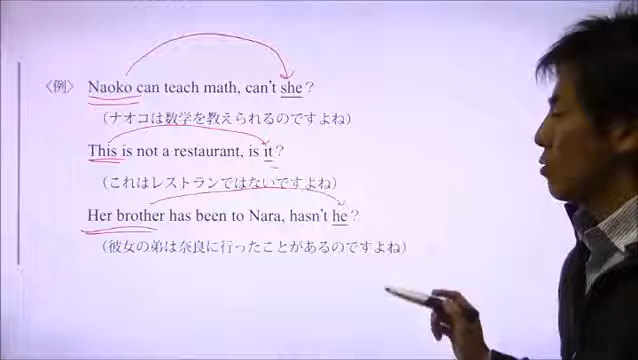 〈例〉 Naoko can teach math, can't she?
(ナオコは数学を教えられるのですよね)
This is not a restaurant, is it?
(これはレストランではないですよね)
Her brother has been to Nara, hasn't he?
(彼女の弟は奈良に行ったことがあるのですよね)